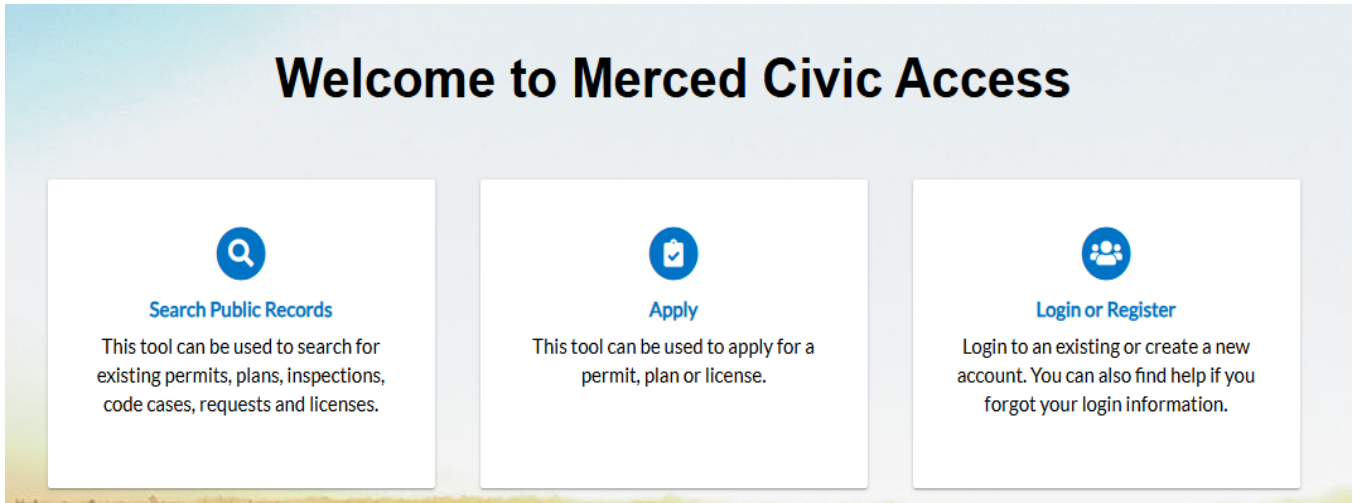 Welcome to Merced Civic Access
Search Public Records
This tool can be used to search for
existing permits, plans, inspections,
code cases, requests and licenses.
Apply
This tool can be used to apply for a
permit, plan or license.
Login or Register
Login to an existing or create a new
account. You can also find help if you
forgot your login information.